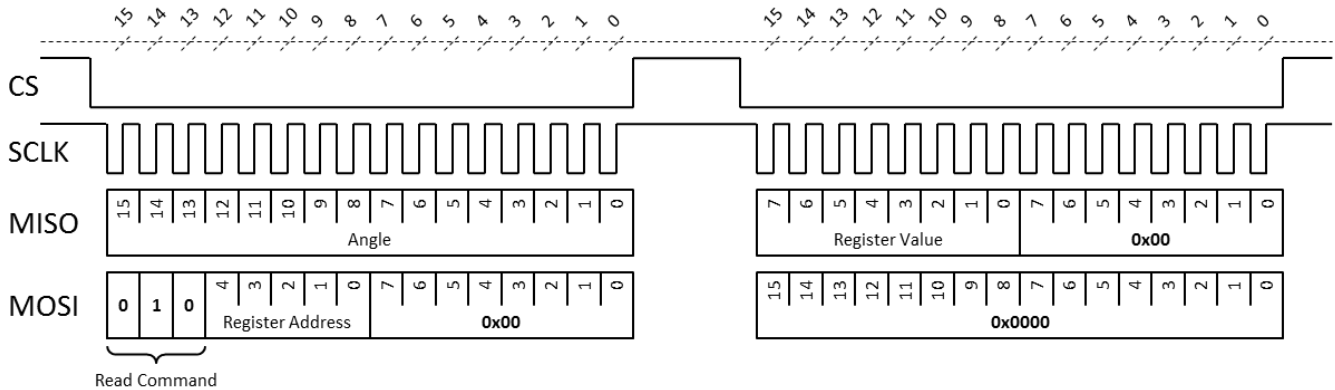 15 14 13 12 11 10 9 8 7 6 5 4 3 2 1 0 15 14 13 12 11 10 9 8 7 6 5 4 3 2 1 0
CS
SCLK
MISO 15 14 13 12 11 10 9 8 7 6 5 4 3 2 1 0 7 6 5 4 3 2 1 0 7 6 5 4 3 2 1 0
Angle Register Value 0x00
MOSI 0 1 0 4 3 2 1 0 7 6 5 4 3 2 1 0 15 14 13 12 11 10 9 8 7 6 5 4 3 2 1 0
Register Address 0x00 0x0000
Read Command